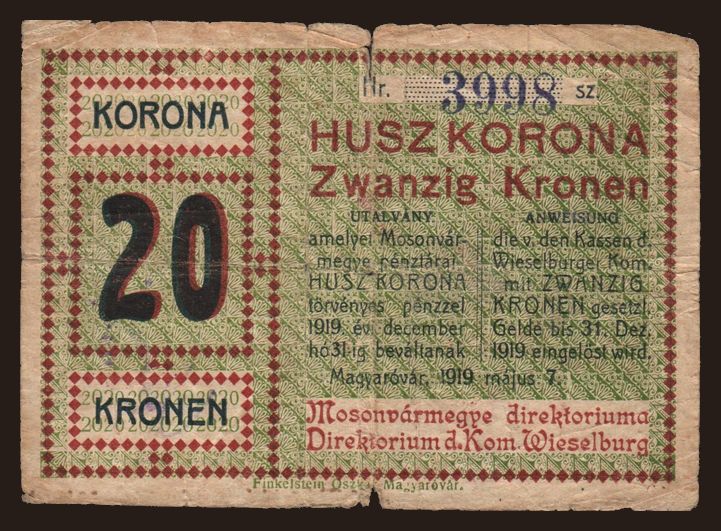 KORONA
20
KRONEN
Nr. 3998 sz.
HUSZ KORONA
Zwanzig Kronen
UTALVÁNY
amelyet Mosonvár-
megye pénztárai
HUSZ KORONA
törvényes pénzzel
1919. évi december
hó 31-ig beváltanak
ANWEISUNG
die v. den Kassen d.
Wieselburger Kom.
mit ZWANZIG
KRONEN gesetzl.
Gelde bis 31. Dez.
1919 eingelöst wird.
Magyaróvár, 1919 május 7.
Mosonvármegye direktoriuma
Direktorium d. Kom. Wieselburg
Finkelstein Oszkár Magyaróvár.